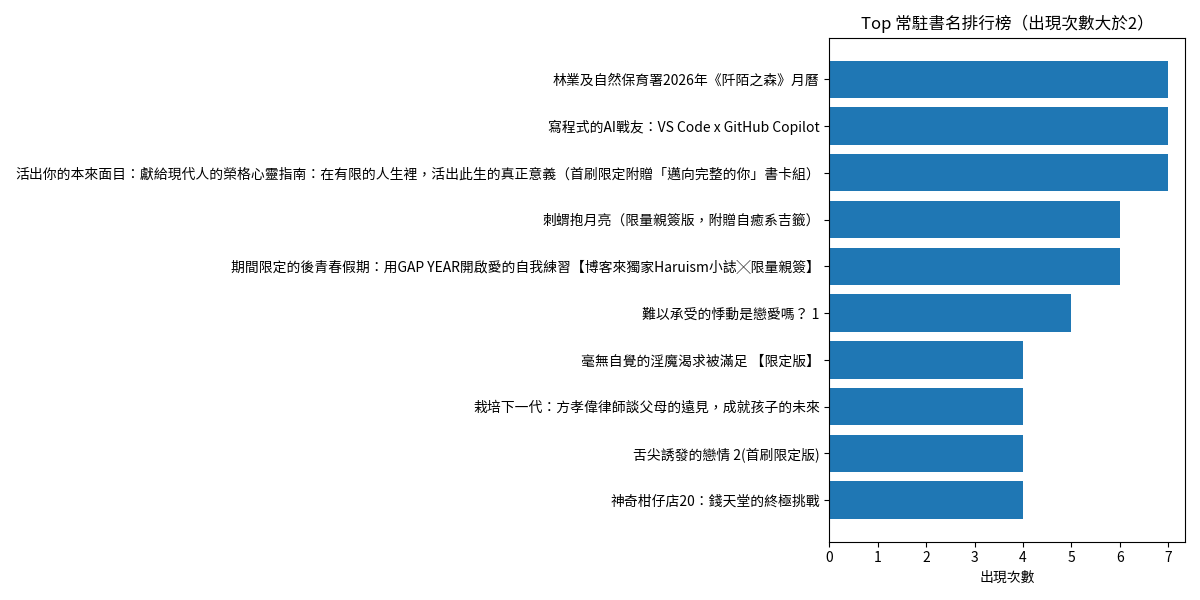 Top 常駐書名排行榜（出現次數大於2）
林業及自然保育署2026年《阡陌之森》月曆
寫程式的AI戰友：VS Code x GitHub Copilot
活出你的本來面目：獻給現代人的榮格心靈指南：在有限的人生裡，活出此生的真正意義（首刷限定附贈「邁向完整的你」書卡組）
刺蝟抱月亮（限量親簽版，附贈自癒系吉籤）
期間限定的後青春假期：用GAP YEAR開啟愛的自我練習【博客來獨家Haruism小誌╳限量親簽】
難以承受的悸動是戀愛嗎？ 1
毫無自覺的淫魔渴求被滿足 【限定版】
栽培下一代：方孝偉律師談父母的遠見，成就孩子的未來
舌尖誘發的戀情 2(首刷限定版)
神奇柑仔店20：錢天堂的終極挑戰
0 1 2 3 4 5 6 7
出現次數